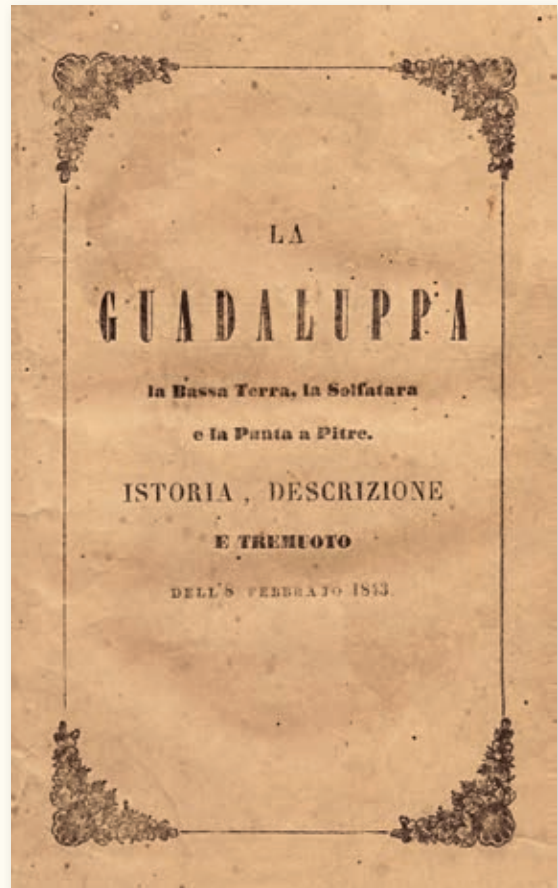 LA
GUADALUPPA
la Bassa Terra, la Solfatara
e la Punta a Pitre.
ISTORIA, DESCRIZIONE
E TREMUOTO
DELL'8 FEBBRAJO 1843.